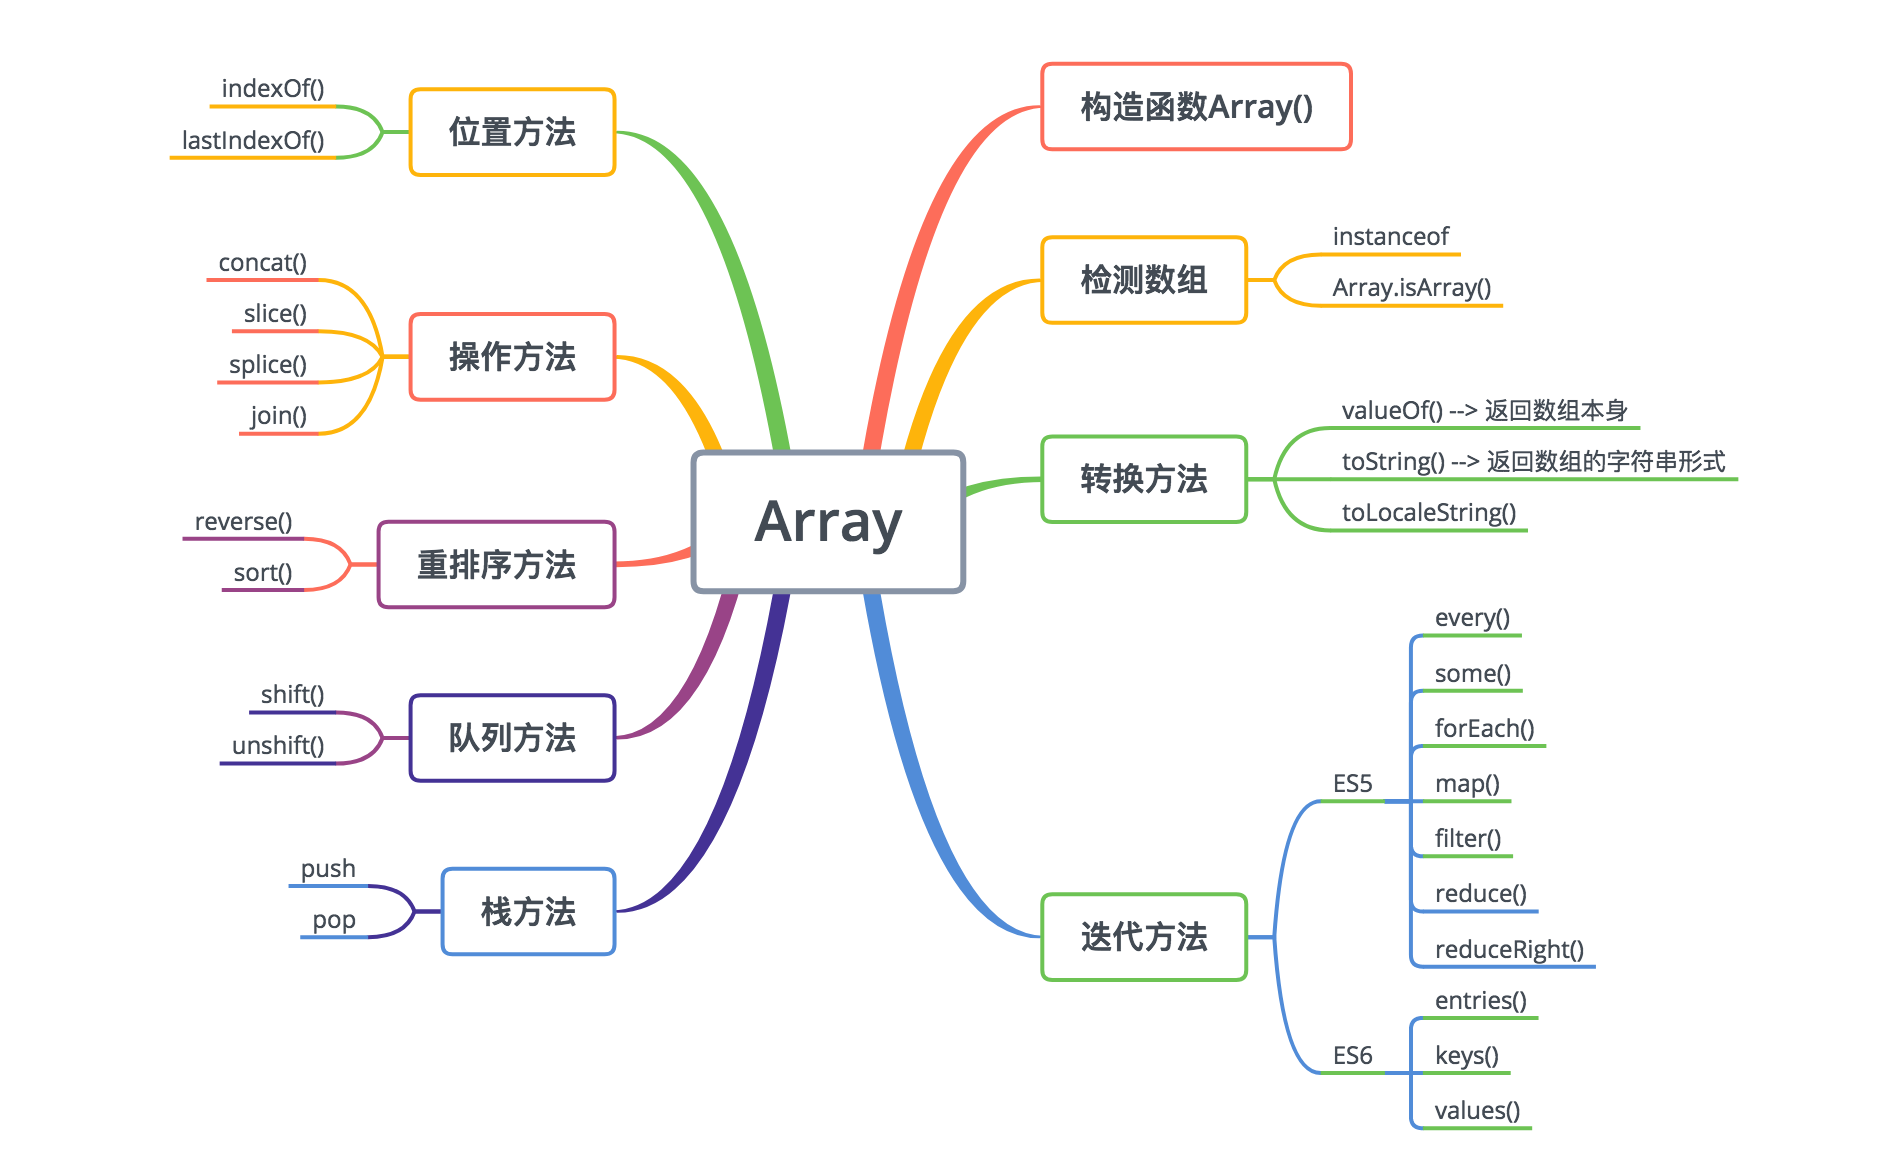 Array
构造函数Array()
检测数组
instanceof
Array.isArray()
转换方法
valueOf() --> 返回数组本身
toString() --> 返回数组的字符串形式
toLocaleString()
迭代方法
ES5
every()
some()
forEach()
map()
filter()
reduce()
reduceRight()
ES6
entries()
keys()
values()
位置方法
indexOf()
lastIndexOf()
操作方法
concat()
slice()
splice()
join()
重排序方法
reverse()
sort()
队列方法
shift()
unshift()
栈方法
push
pop